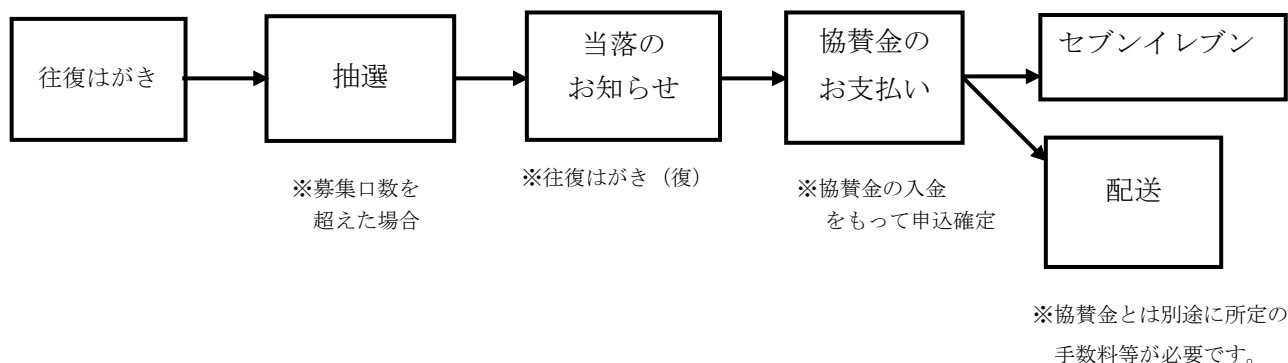 往復はがき
抽選
※募集口数を
超えた場合
当落の
お知らせ
※往復はがき（復）
協賛金の
お支払い
※協賛金の入金
をもって申込確定
セブンイレブン
配送
※協賛金とは別途に所定の
手数料等が必要です。